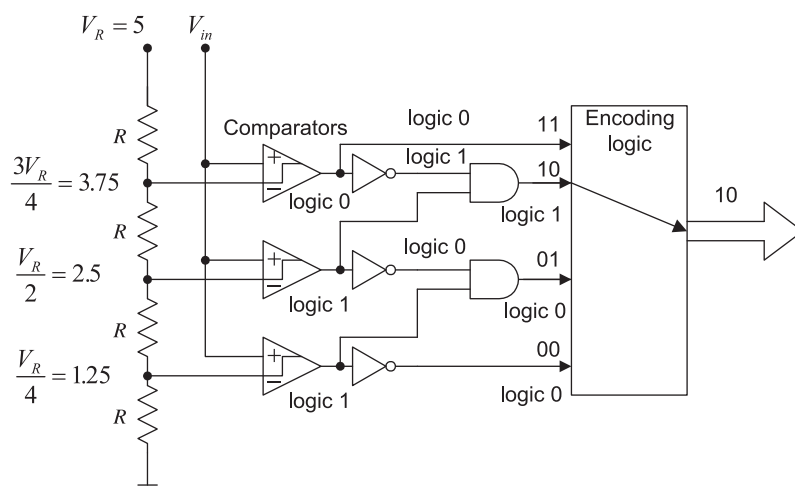 V_R = 5
V_in
R
Comparators
logic 0
11
Encoding logic
+
−
logic 0
logic 1
10
10
3V_R/4 = 3.75
logic 1
R
logic 0
01
+
−
V_R/2 = 2.5
logic 1
logic 0
R
00
+
−
V_R/4 = 1.25
logic 1
logic 0
R